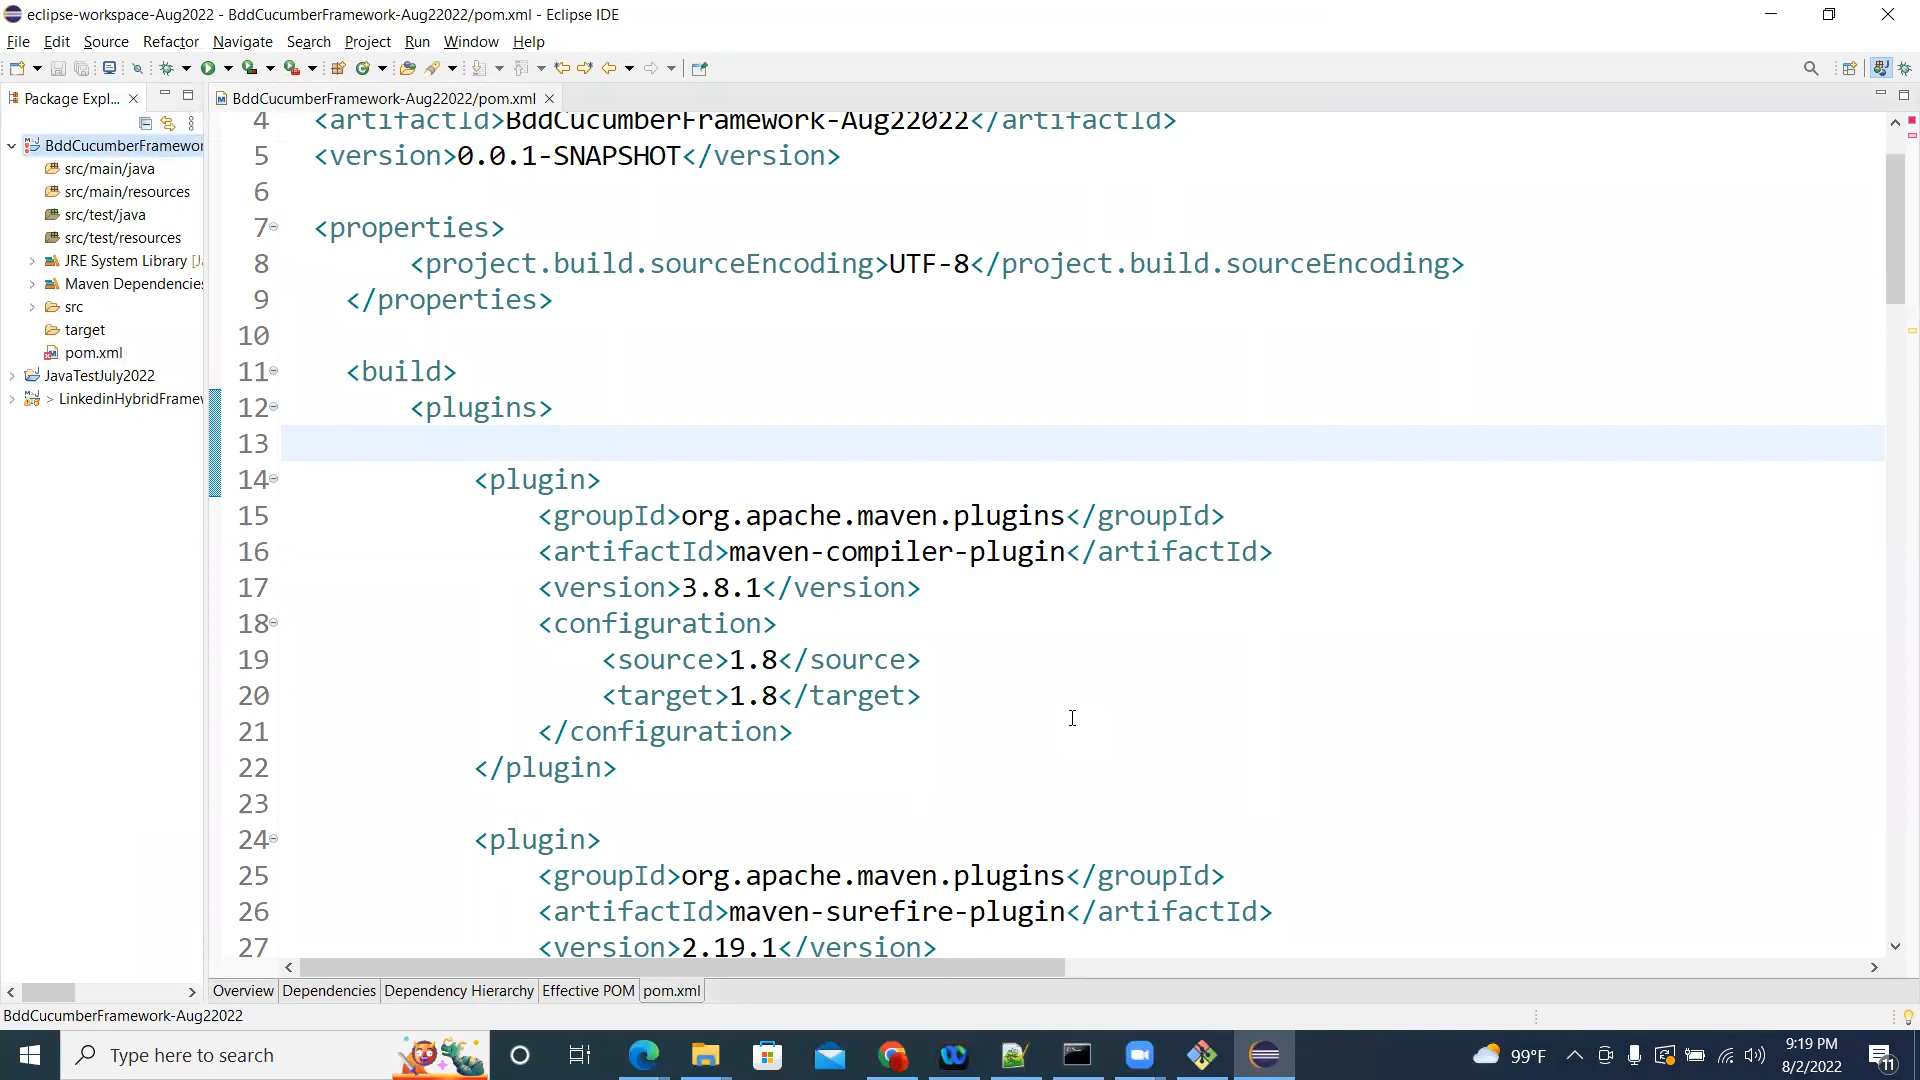 eclipse-workspace-Aug2022 - BddCucumberFramework-Aug22022/pom.xml - Eclipse IDE
File Edit Source Refactor Navigate Search Project Run Window Help
Package Expl...
BddCucumberFramework-Aug22022/pom.xml
BddCucumberFramewor
src/main/java
src/main/resources
src/test/java
src/test/resources
JRE System Library [Ja
Maven Dependencies
src
target
pom.xml
JavaTestJuly2022
> LinkedinHybridFramew
4 <artifactId>BddCucumberFramework-Aug22022</artifactId>
5 <version>0.0.1-SNAPSHOT</version>
6
7 <properties>
8 <project.build.sourceEncoding>UTF-8</project.build.sourceEncoding>
9 </properties>
10
11 <build>
12 <plugins>
13
14 <plugin>
15 <groupId>org.apache.maven.plugins</groupId>
16 <artifactId>maven-compiler-plugin</artifactId>
17 <version>3.8.1</version>
18 <configuration>
19 <source>1.8</source>
20 <target>1.8</target>
21 </configuration>
22 </plugin>
23
24 <plugin>
25 <groupId>org.apache.maven.plugins</groupId>
26 <artifactId>maven-surefire-plugin</artifactId>
27 <version>2.19.1</version>
Overview Dependencies Dependency Hierarchy Effective POM pom.xml
BddCucumberFramework-Aug22022
Type here to search
99°F
9:19 PM
8/2/2022
11